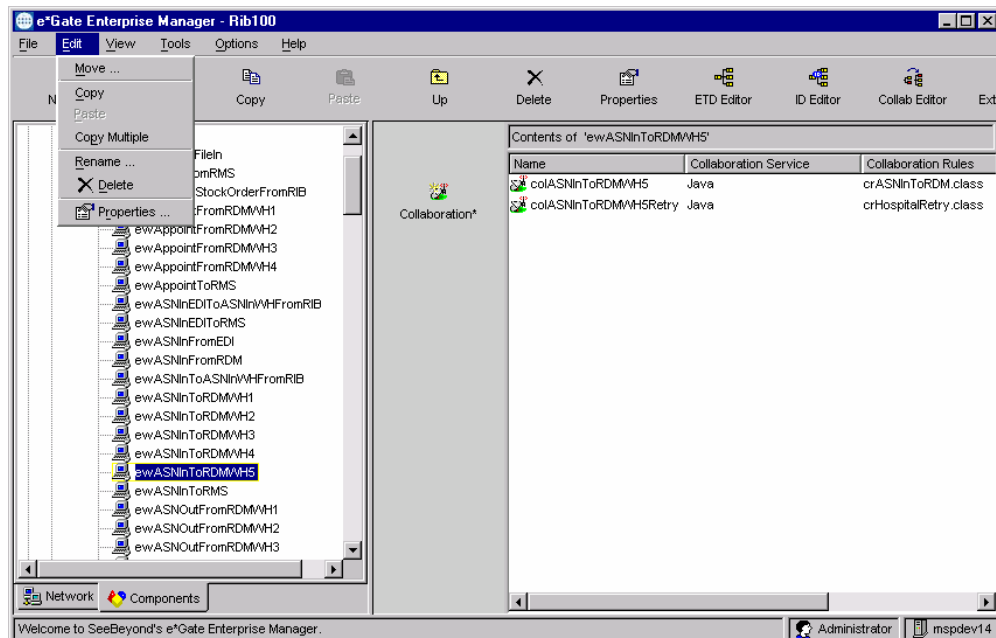 e*Gate Enterprise Manager - Rib100
File Edit View Tools Options Help
Move ...
Copy
Paste
Copy Multiple
Rename ...
Delete
Properties ...
N
Copy
Paste
Up
Delete
Properties
ETD Editor
ID Editor
Collab Editor
Ext
FileIn
omRMS
StockOrderFromRIB
FromRDMWH1
ewAppointFromRDMWH2
ewAppointFromRDMWH3
ewAppointFromRDMWH4
ewAppointToRMS
ewASNInEDIToASNInWHFromRIB
ewASNInEDIToRMS
ewASNInFromEDI
ewASNInFromRDM
ewASNInToASNInWHFromRIB
ewASNInToRDMWH1
ewASNInToRDMWH2
ewASNInToRDMWH3
ewASNInToRDMWH4
ewASNInToRDMWH5
ewASNInToRMS
ewASNOutFromRDMWH1
ewASNOutFromRDMWH2
ewASNOutFromRDMWH3
Network
Components
Collaboration*
Contents of 'ewASNInToRDMWH5'
Name Collaboration Service Collaboration Rules
colASNInToRDMWH5 Java crASNInToRDM.class
colASNInToRDMWH5Retry Java crHospitalRetry.class
Welcome to SeeBeyond's e*Gate Enterprise Manager.
Administrator
mspdev14